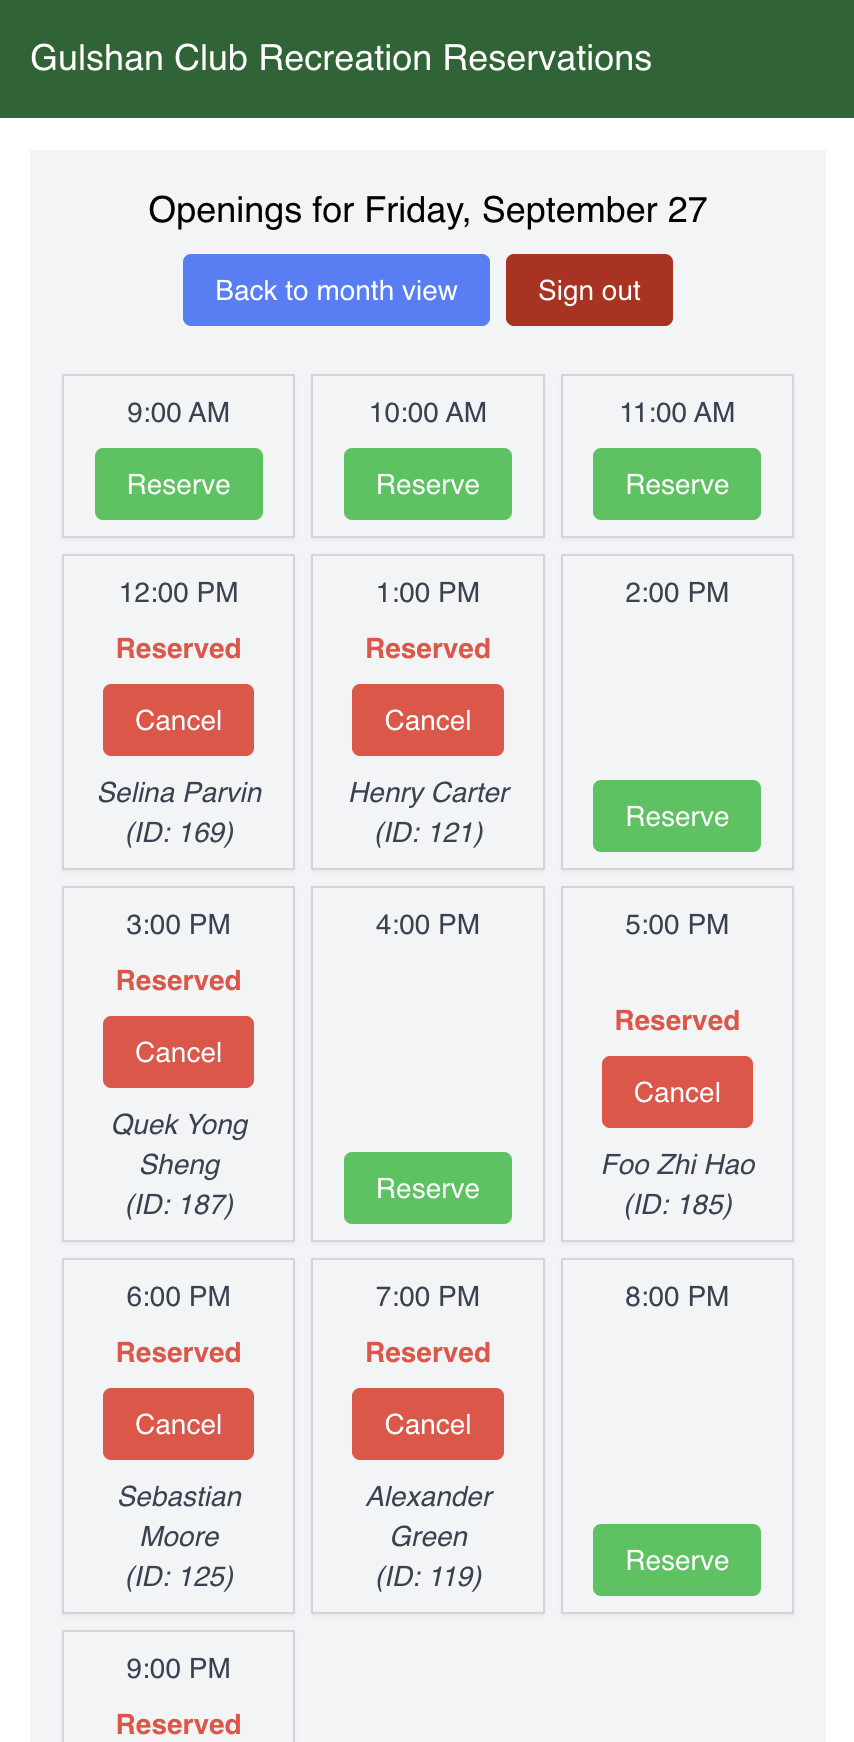 Gulshan Club Recreation Reservations
Openings for Friday, September 27
Back to month view
Sign out
9:00 AM
Reserve
10:00 AM
Reserve
11:00 AM
Reserve
12:00 PM
Reserved
Cancel
Selina Parvin
(ID: 169)
1:00 PM
Reserved
Cancel
Henry Carter
(ID: 121)
2:00 PM
Reserve
3:00 PM
Reserved
Cancel
Quek Yong
Sheng
(ID: 187)
4:00 PM
Reserve
5:00 PM
Reserved
Cancel
Foo Zhi Hao
(ID: 185)
6:00 PM
Reserved
Cancel
Sebastian
Moore
(ID: 125)
7:00 PM
Reserved
Cancel
Alexander
Green
(ID: 119)
8:00 PM
Reserve
9:00 PM
Reserved